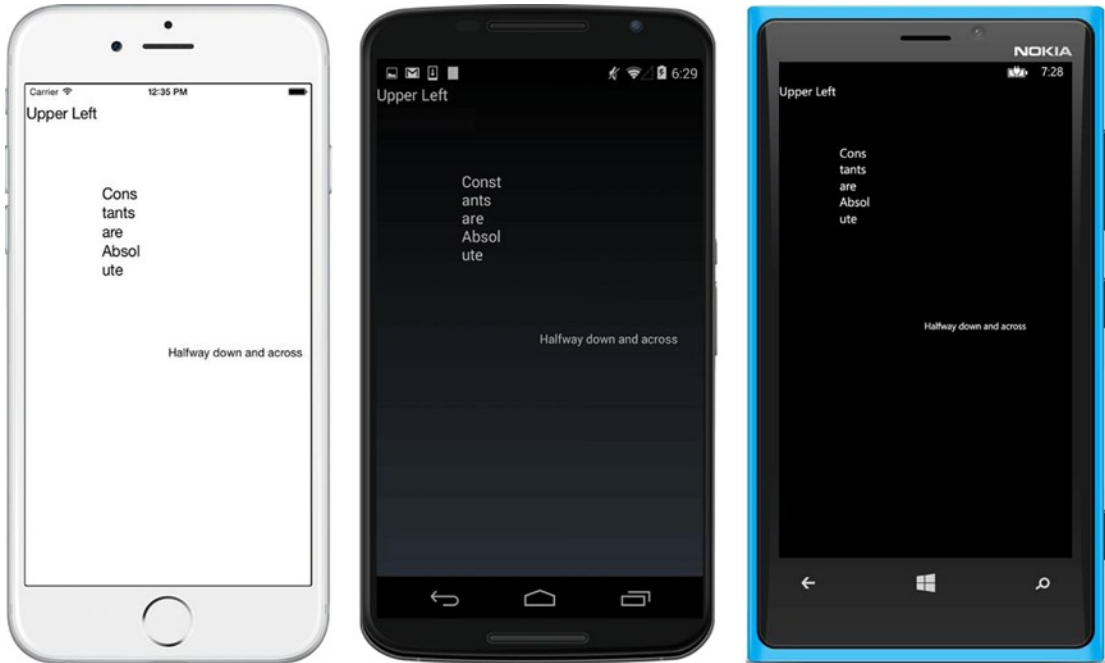 Carrier 12:35 PM
Upper Left
Cons
tants
are
Absol
ute
Halfway down and across
6:29
Upper Left
Const
ants
are
Absol
ute
Halfway down and across
NOKIA
7:28
Upper Left
Cons
tants
are
Absol
ute
Halfway down and across